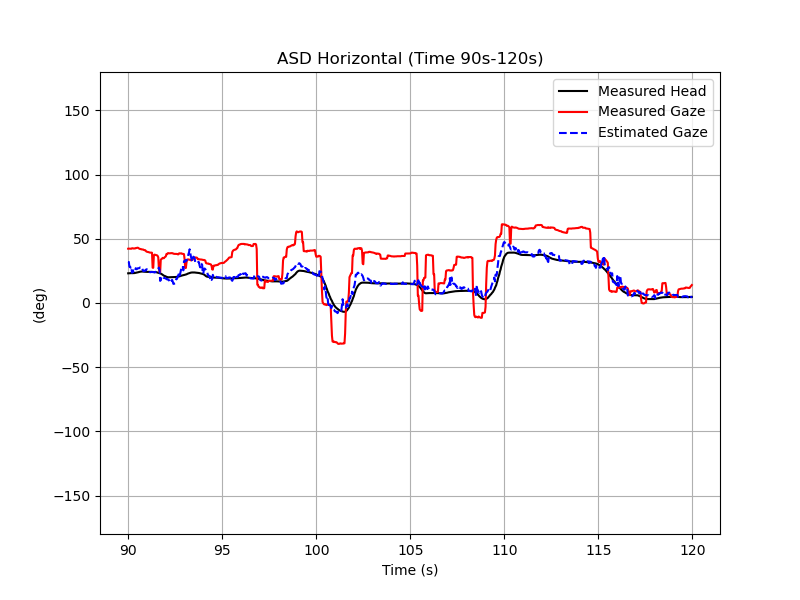 ASD Horizontal (Time 90s-120s)
Measured Head
Measured Gaze
Estimated Gaze
150
100
50
0
−50
−100
−150
(deg)
90 95 100 105 110 115 120
Time (s)